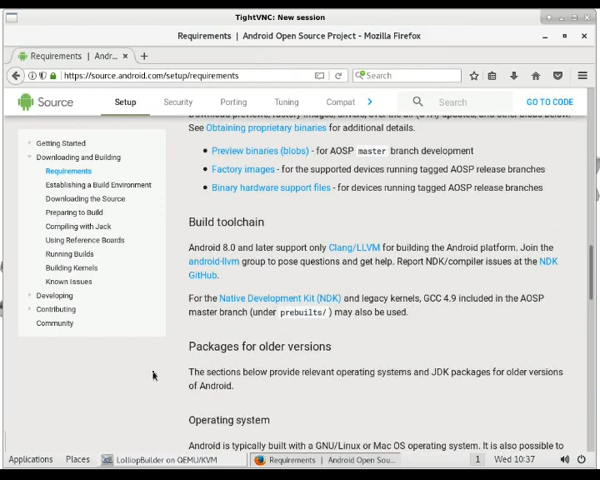 TightVNC: New session
Requirements | Android Open Source Project - Mozilla Firefox
Requirements | Andr...
https://source.android.com/setup/requirements
Search
Source
Setup
Security
Porting
Tuning
Compat
Search
GO TO CODE
See Obtaining proprietary binaries for additional details.
Preview binaries (blobs) - for AOSP master branch development
Factory images - for the supported devices running tagged AOSP release branches
Binary hardware support files - for devices running tagged AOSP release branches
Build toolchain
Android 8.0 and later support only Clang/LLVM for building the Android platform. Join the
android-llvm group to pose questions and get help. Report NDK/compiler issues at the NDK
GitHub.
For the Native Development Kit (NDK) and legacy kernels, GCC 4.9 included in the AOSP
master branch (under prebuilts/) may also be used.
Packages for older versions
The sections below provide relevant operating systems and JDK packages for older versions
of Android.
Operating system
Android is typically built with a GNU/Linux or Mac OS operating system. It is also possible to
Getting Started
Downloading and Building
Requirements
Establishing a Build Environment
Downloading the Source
Preparing to Build
Compiling with Jack
Using Reference Boards
Running Builds
Building Kernels
Known Issues
Developing
Contributing
Community
Applications
Places
LolliopBuilder on QEMU/KVM
Requirements | Android Open Sou...
1
Wed 10:37